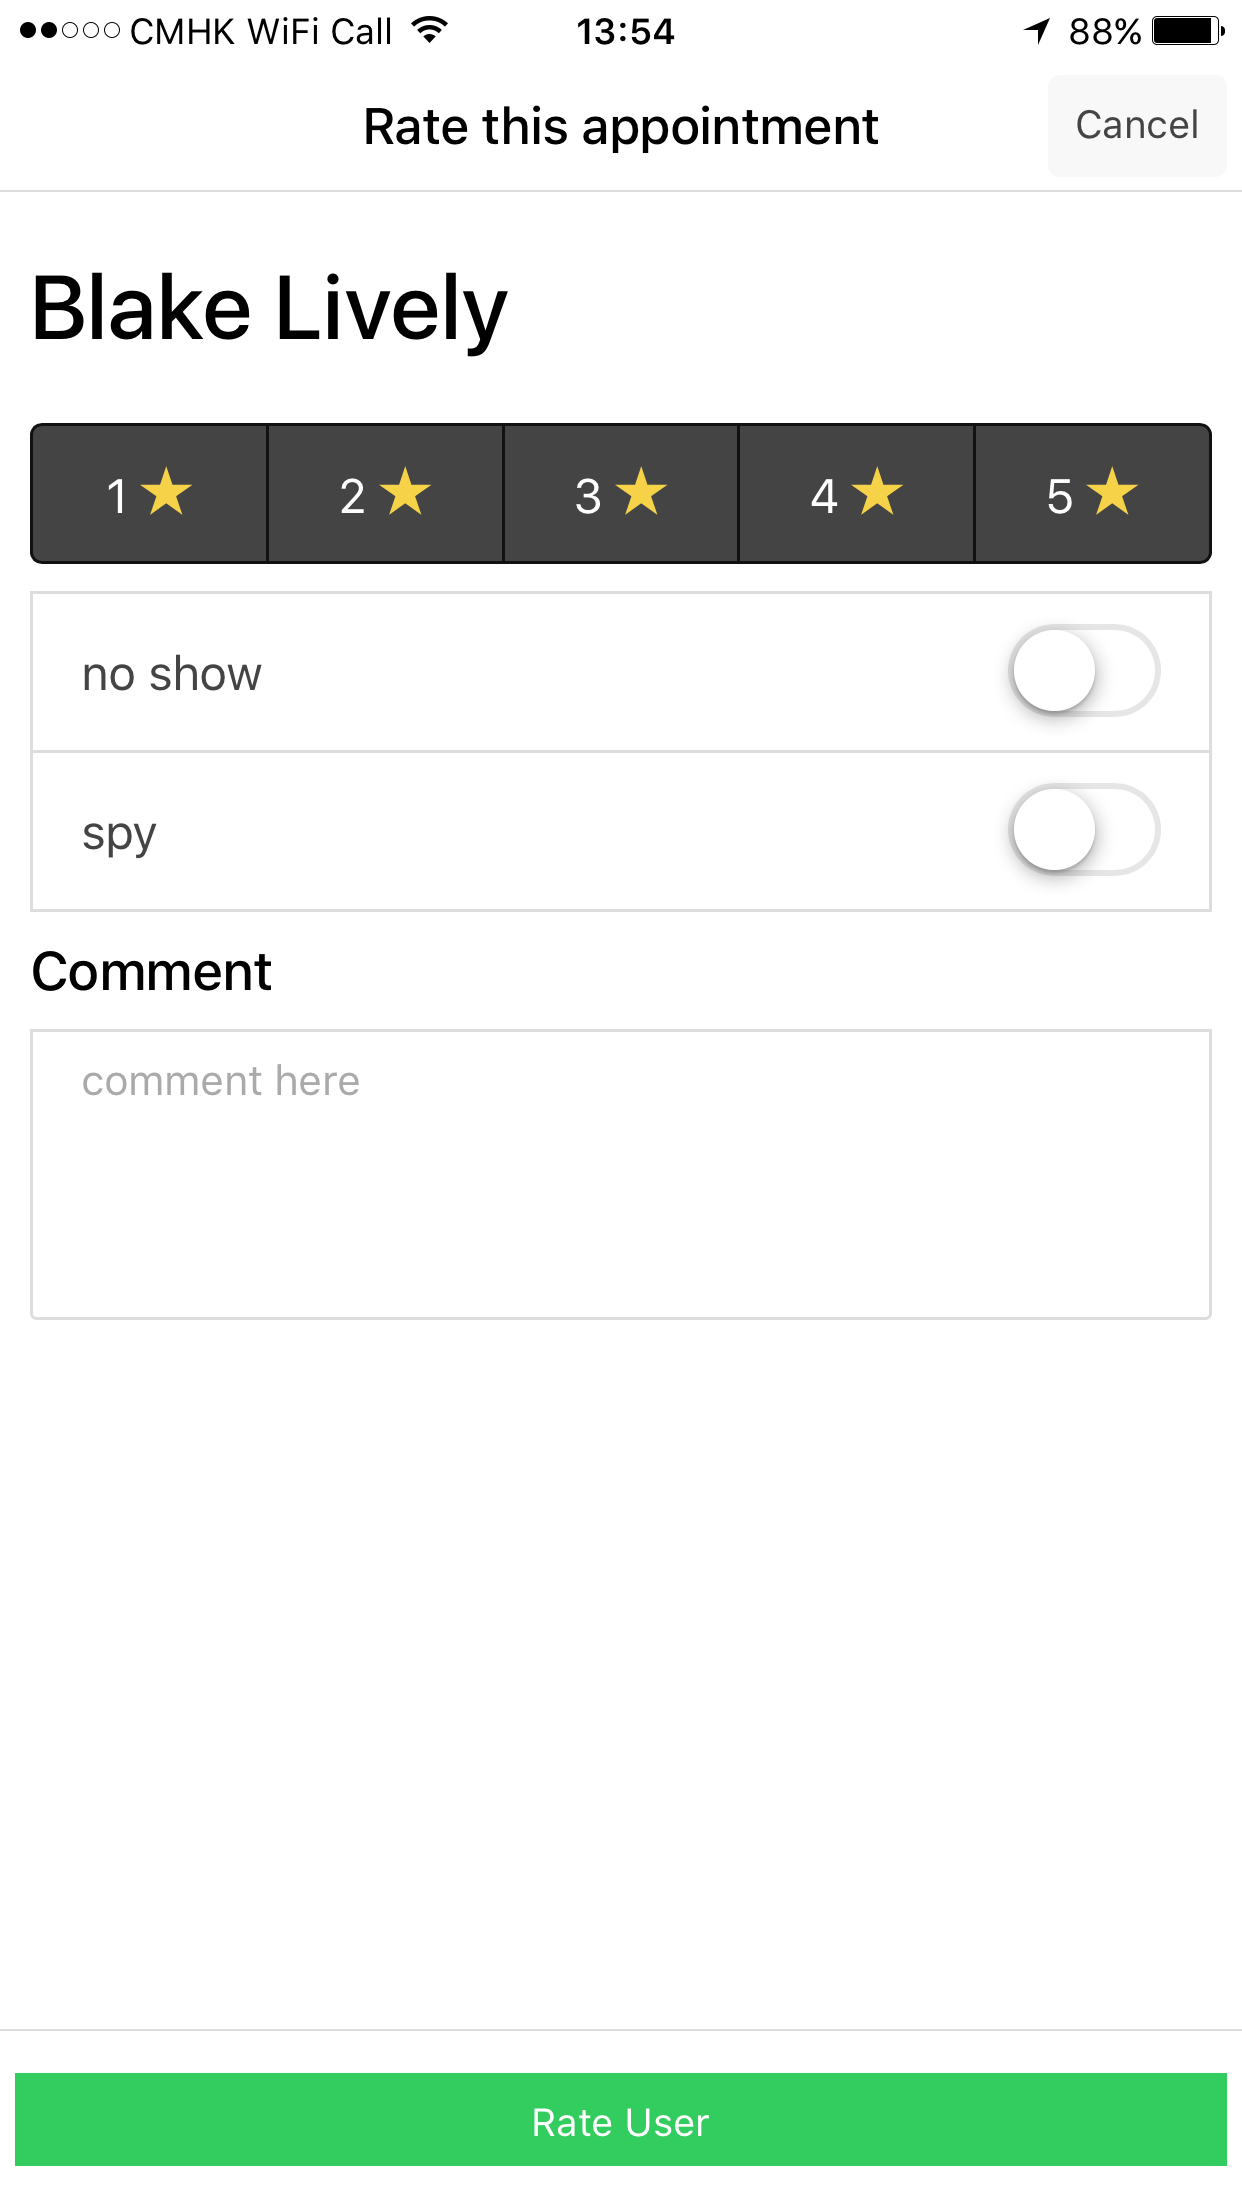 CMHK WiFi Call 13:54 88%
Rate this appointment Cancel
Blake Lively
1 ★ 2 ★ 3 ★ 4 ★ 5 ★
no show
spy
Comment
comment here
Rate User